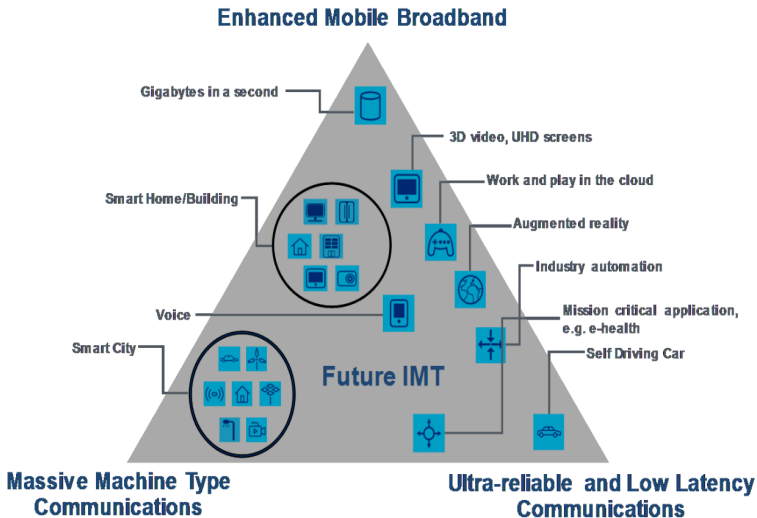 Enhanced Mobile Broadband
Gigabytes in a second
3D video, UHD screens
Work and play in the cloud
Smart Home/Building
Augmented reality
Industry automation
Mission critical application,
e.g. e-health
Voice
Smart City
Self Driving Car
Future IMT
Massive Machine Type
Communications
Ultra-reliable and Low Latency
Communications